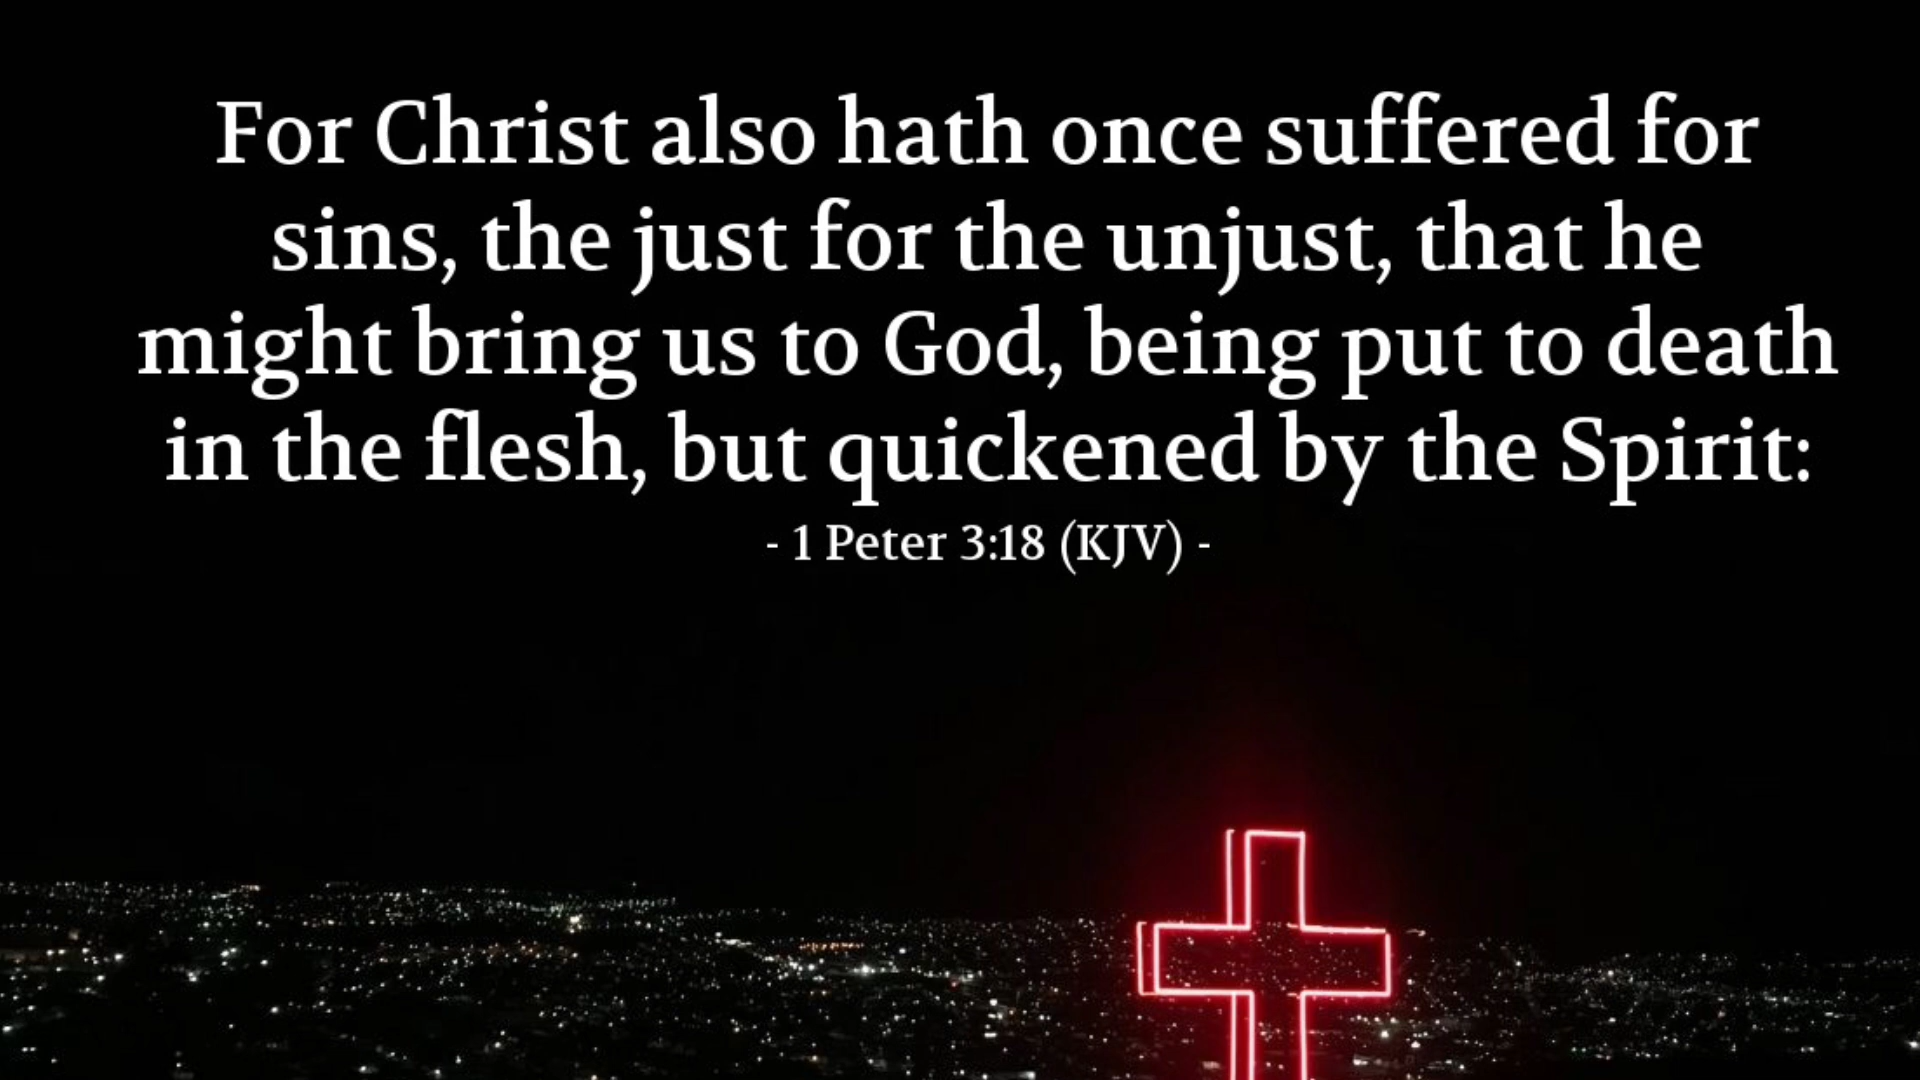 For Christ also hath once suffered for
sins, the just for the unjust, that he
might bring us to God, being put to death
in the flesh, but quickened by the Spirit:
- 1 Peter 3:18 (KJV) -